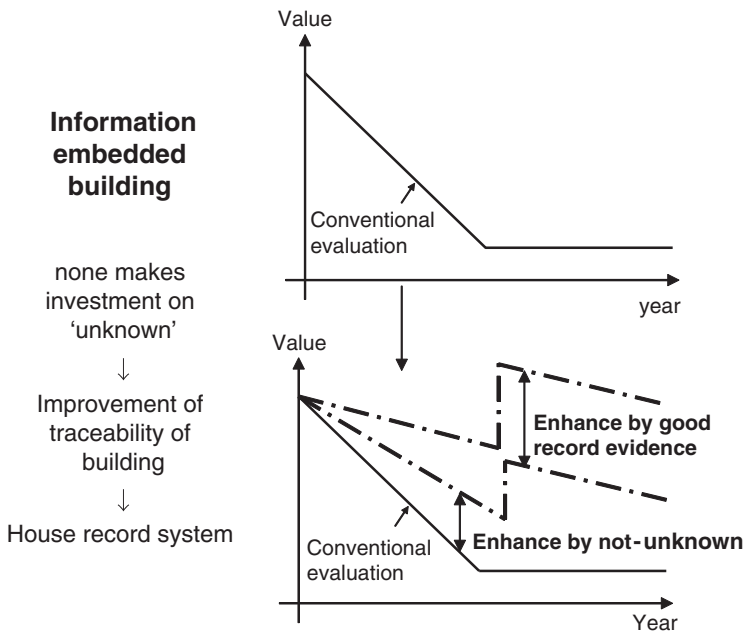 Information
embedded
building
none makes
investment on
‘unknown’
↓
Improvement of
traceability of
building
↓
House record system
Value
Conventional
evaluation
year
Value
Enhance by good
record evidence
Enhance by not-unknown
Conventional
evaluation
Year